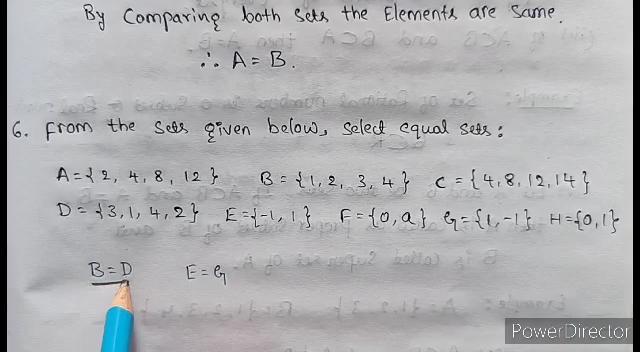 By Comparing both sets the Elements are same.
∴ A = B.
6. From the sets given below, select equal sets:
A = { 2, 4, 8, 12 } B = { 1, 2, 3, 4 } C = { 4, 8, 12, 14 }
D = { 3, 1, 4, 2 } E = { -1, 1 } F = { 0, a } G = { 1, -1 } H = { 0, 1 }
B = D E = G
PowerDirector